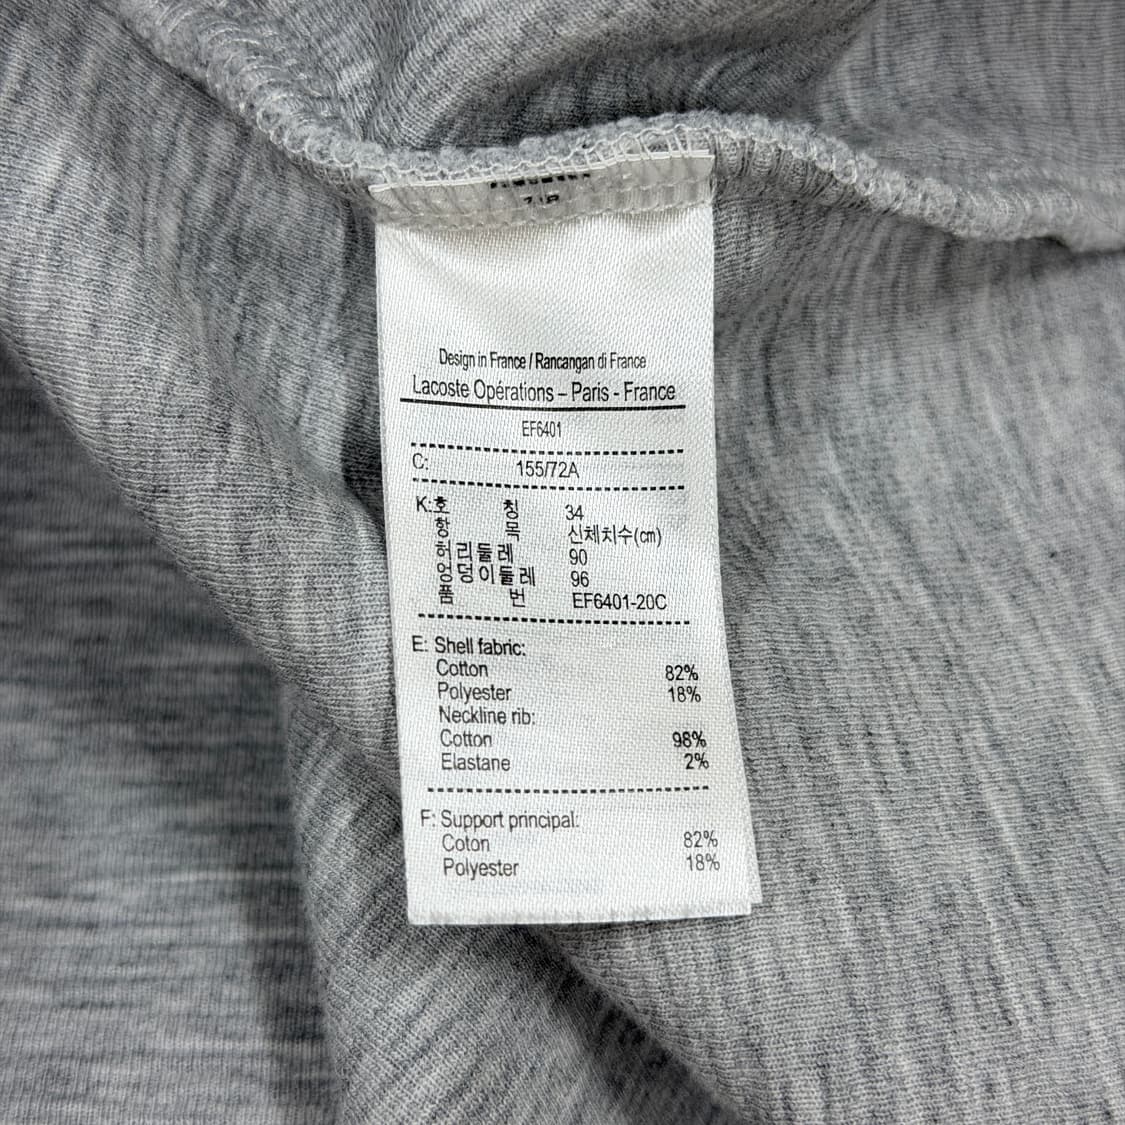 Design in France / Rancangan di France
Lacoste Opérations – Paris - France
EF6401
C: 155/72A
K:호 칭 34
항 목 신체치수(cm)
허리둘레 90
엉덩이둘레 96
품 번 EF6401-20C
E: Shell fabric:
Cotton 82%
Polyester 18%
Neckline rib:
Cotton 98%
Elastane 2%
F: Support principal:
Coton 82%
Polyester 18%